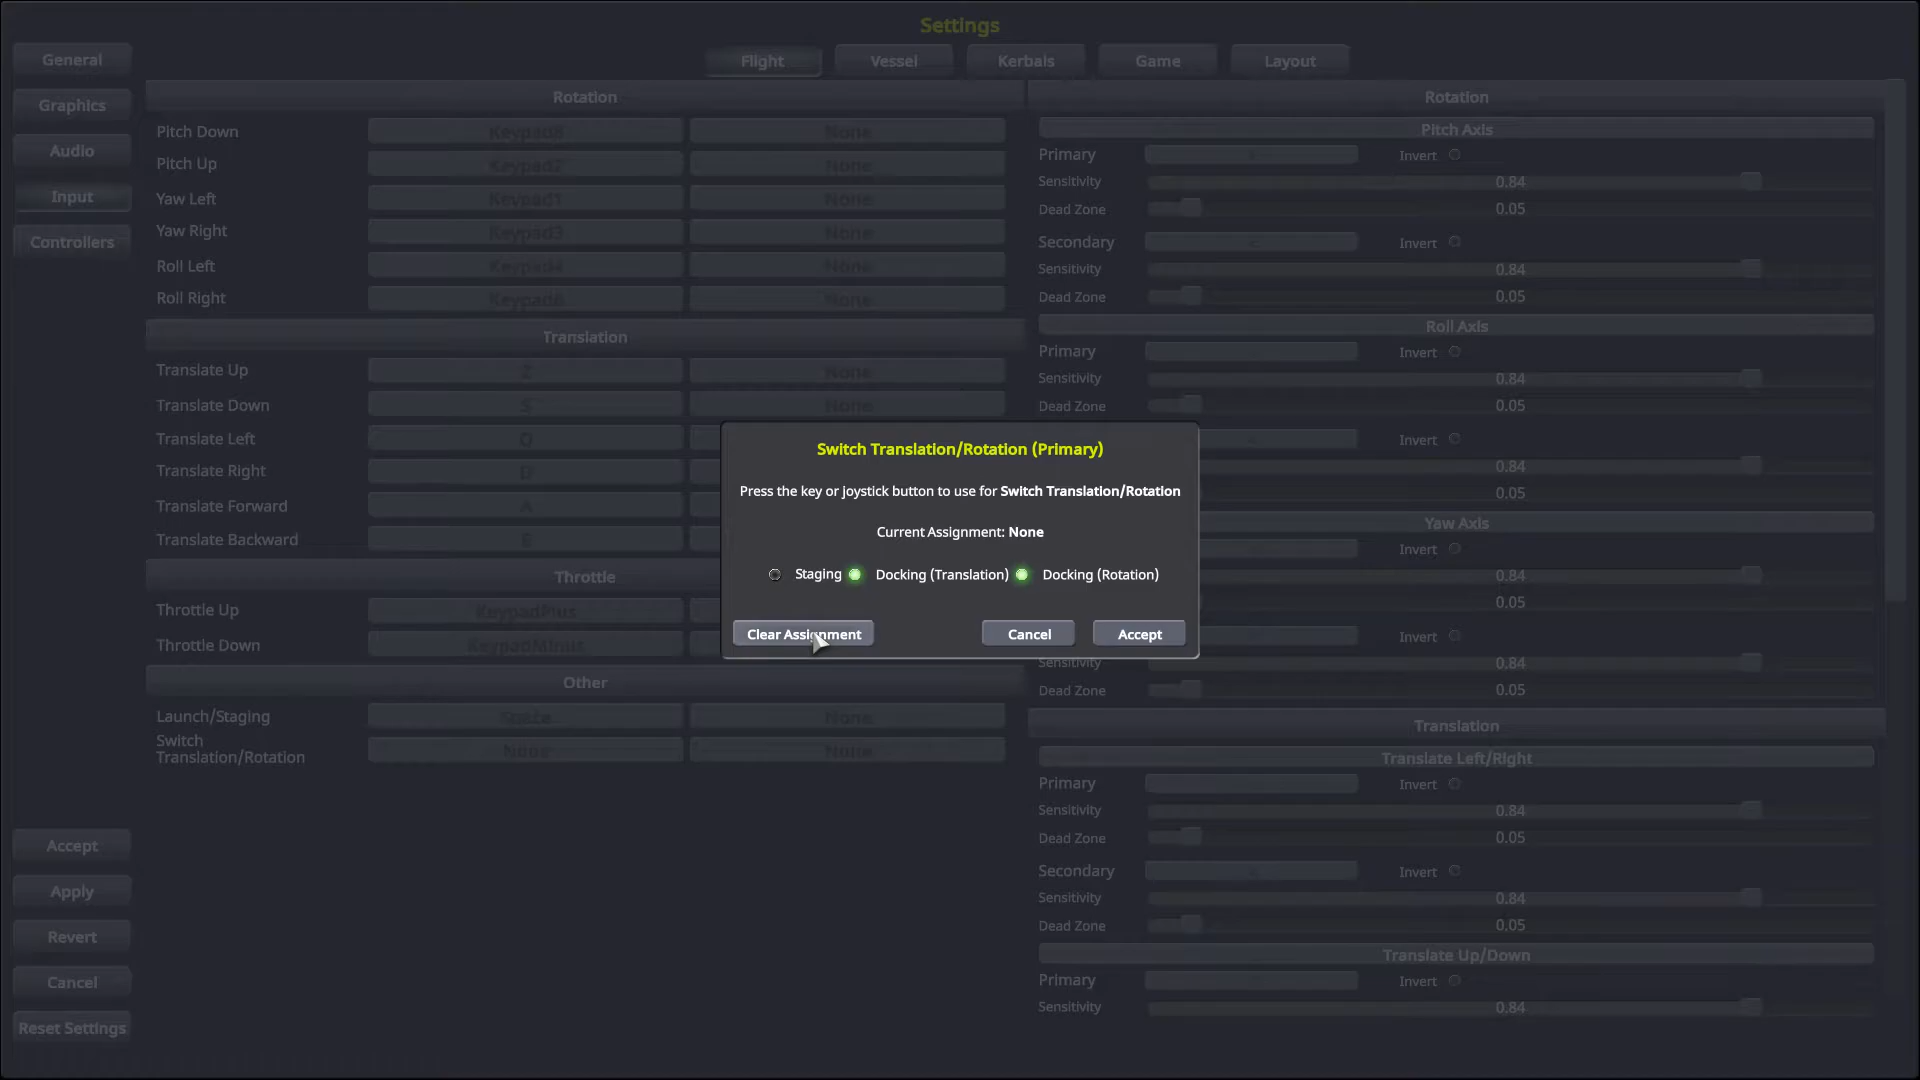 Settings
General
Graphics
Audio
Input
Controllers
Flight
Vessel
Kerbals
Game
Layout
Rotation
Pitch Down Keypad8 None
Pitch Up None
Yaw Left Keypad1 None
Yaw Right Keypad3 None
Roll Left Keypad4 None
Roll Right Keypad6 None
Translation
Translate Up Z None
Translate Down S None
Translate Left Q
Translate Right D
Translate Forward A
Translate Backward E
Throttle
Throttle Up KeypadPlus
Throttle Down KeypadMinus
Other
Launch/Staging Space None
Switch
Translation/Rotation None None
Switch Translation/Rotation (Primary)
Press the key or joystick button to use for Switch Translation/Rotation
Current Assignment: None
Staging Docking (Translation) Docking (Rotation)
Clear Assignment Cancel Accept
Rotation
Pitch Axis
Primary Invert
Sensitivity 0.84
Dead Zone 0.05
Secondary Invert
Sensitivity 0.84
Dead Zone 0.05
Roll Axis
Primary Invert
Sensitivity 0.84
Dead Zone 0.05
Invert
0.84
0.05
Yaw Axis
Invert
0.84
0.05
Invert
Sensitivity 0.84
Dead Zone 0.05
Translation
Translate Left/Right
Primary Invert
Sensitivity 0.84
Dead Zone 0.05
Secondary Invert
Sensitivity 0.84
Dead Zone 0.05
Translate Up/Down
Primary Invert
Sensitivity 0.84
Accept
Apply
Revert
Cancel
Reset Settings